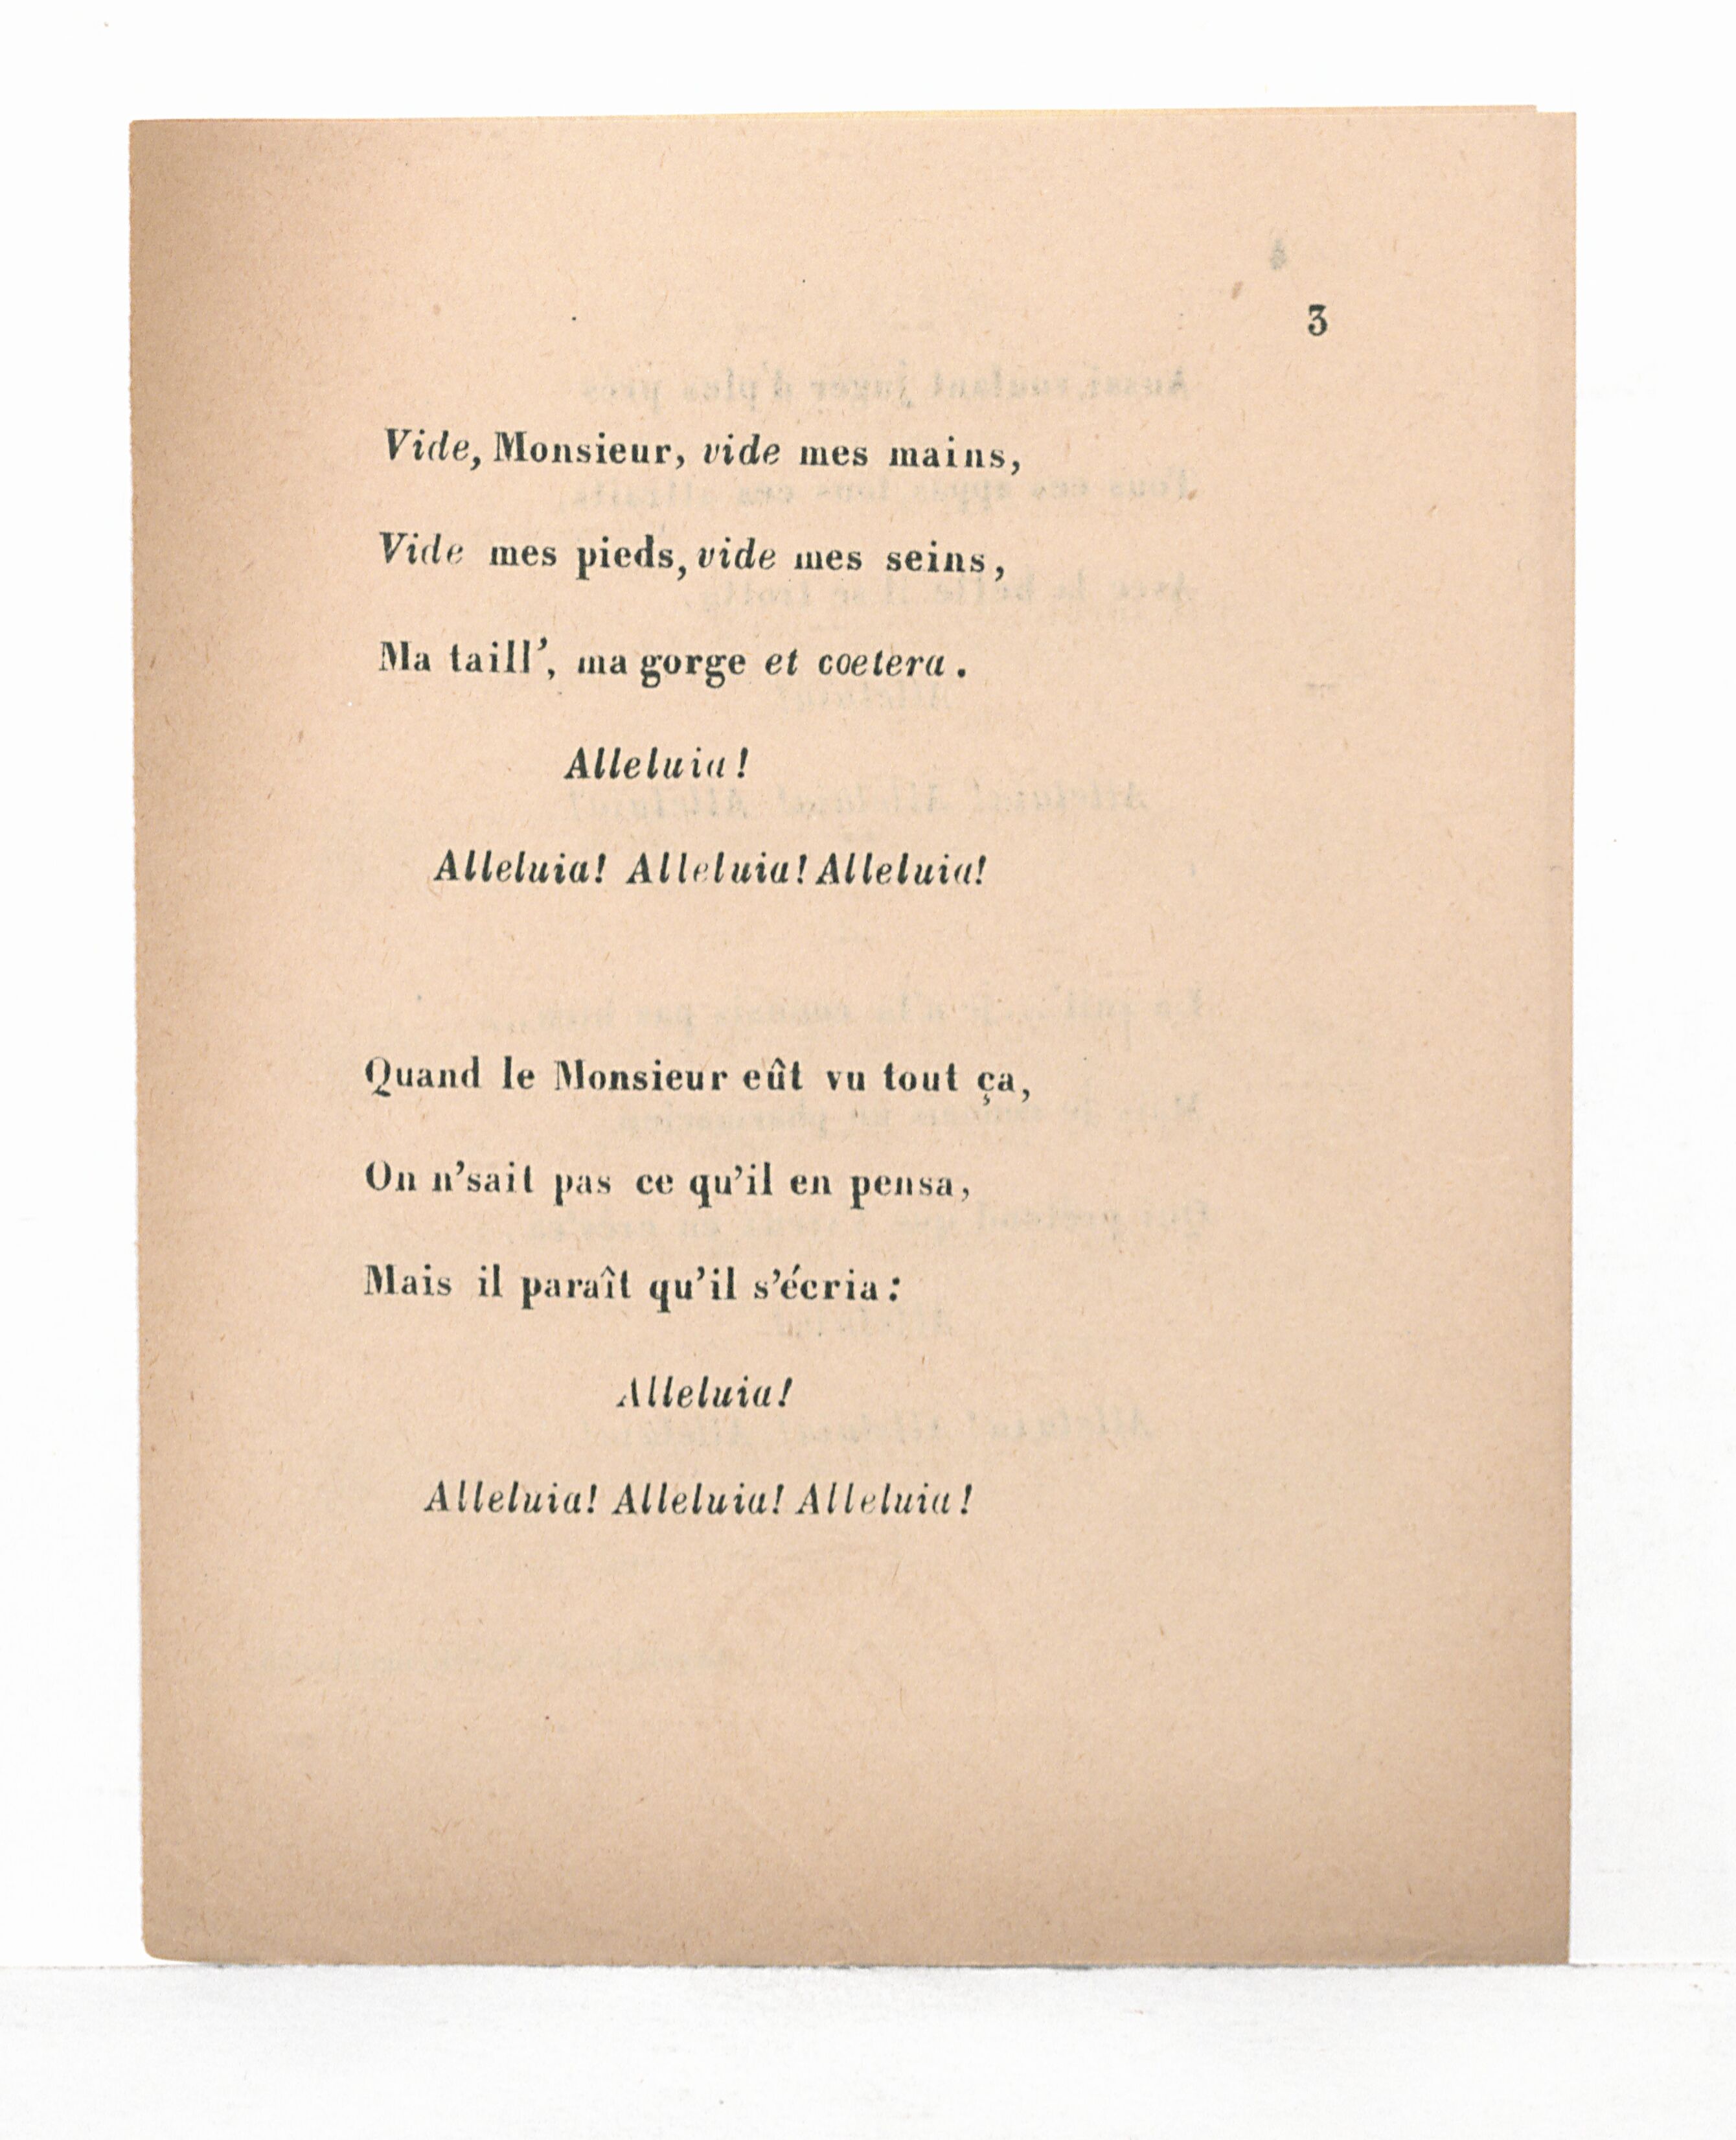 3
Vide, Monsieur, vide mes mains,
Vide mes pieds, vide mes seins,
Ma taill', ma gorge et coetera.
Alleluia!
Alleluia! Alleluia! Alleluia!
Quand le Monsieur eût vu tout ça,
On n'sait pas ce qu'il en pensa,
Mais il paraît qu'il s'écria:
Alleluia!
Alleluia! Alleluia! Alleluia!